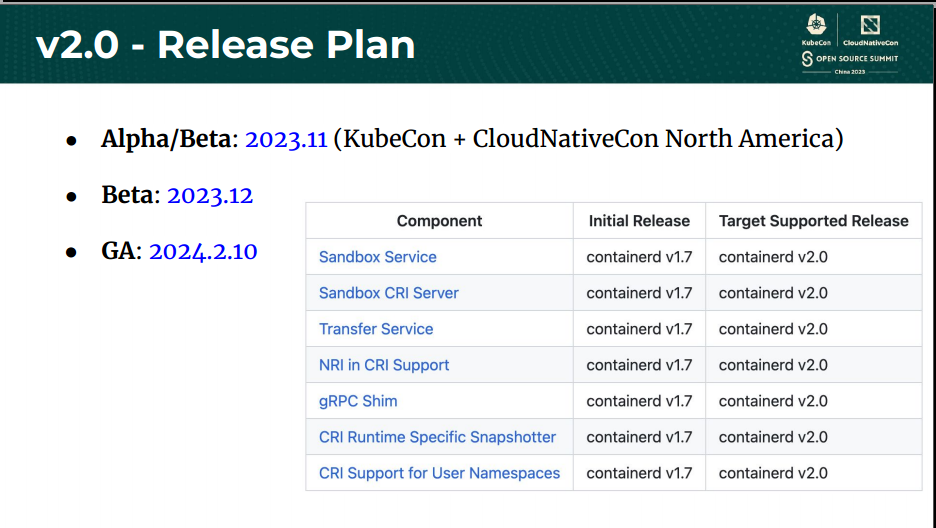 v2.0 - Release Plan
KubeCon
CloudNativeCon
OPEN SOURCE SUMMIT
China 2023
• Alpha/Beta: 2023.11 (KubeCon + CloudNativeCon North America)
• Beta: 2023.12
• GA: 2024.2.10
Component Initial Release Target Supported Release
Sandbox Service containerd v1.7 containerd v2.0
Sandbox CRI Server containerd v1.7 containerd v2.0
Transfer Service containerd v1.7 containerd v2.0
NRI in CRI Support containerd v1.7 containerd v2.0
gRPC Shim containerd v1.7 containerd v2.0
CRI Runtime Specific Snapshotter containerd v1.7 containerd v2.0
CRI Support for User Namespaces containerd v1.7 containerd v2.0